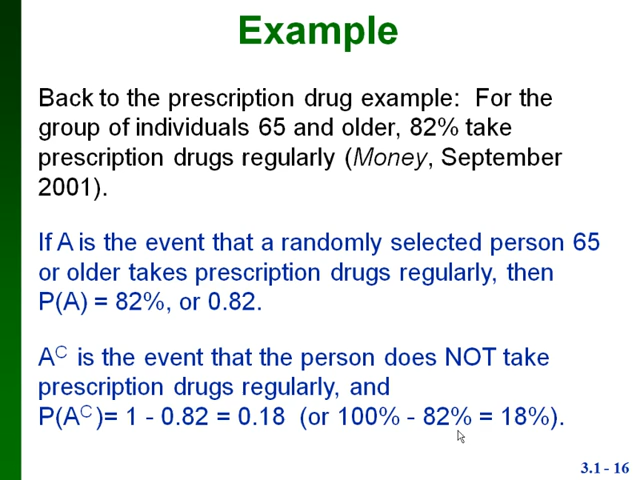 Example
Back to the prescription drug example: For the
group of individuals 65 and older, 82% take
prescription drugs regularly (Money, September
2001).
If A is the event that a randomly selected person 65
or older takes prescription drugs regularly, then
P(A) = 82%, or 0.82.
Aᶜ is the event that the person does NOT take
prescription drugs regularly, and
P(Aᶜ)= 1 - 0.82 = 0.18 (or 100% - 82% = 18%).
3.1 - 16